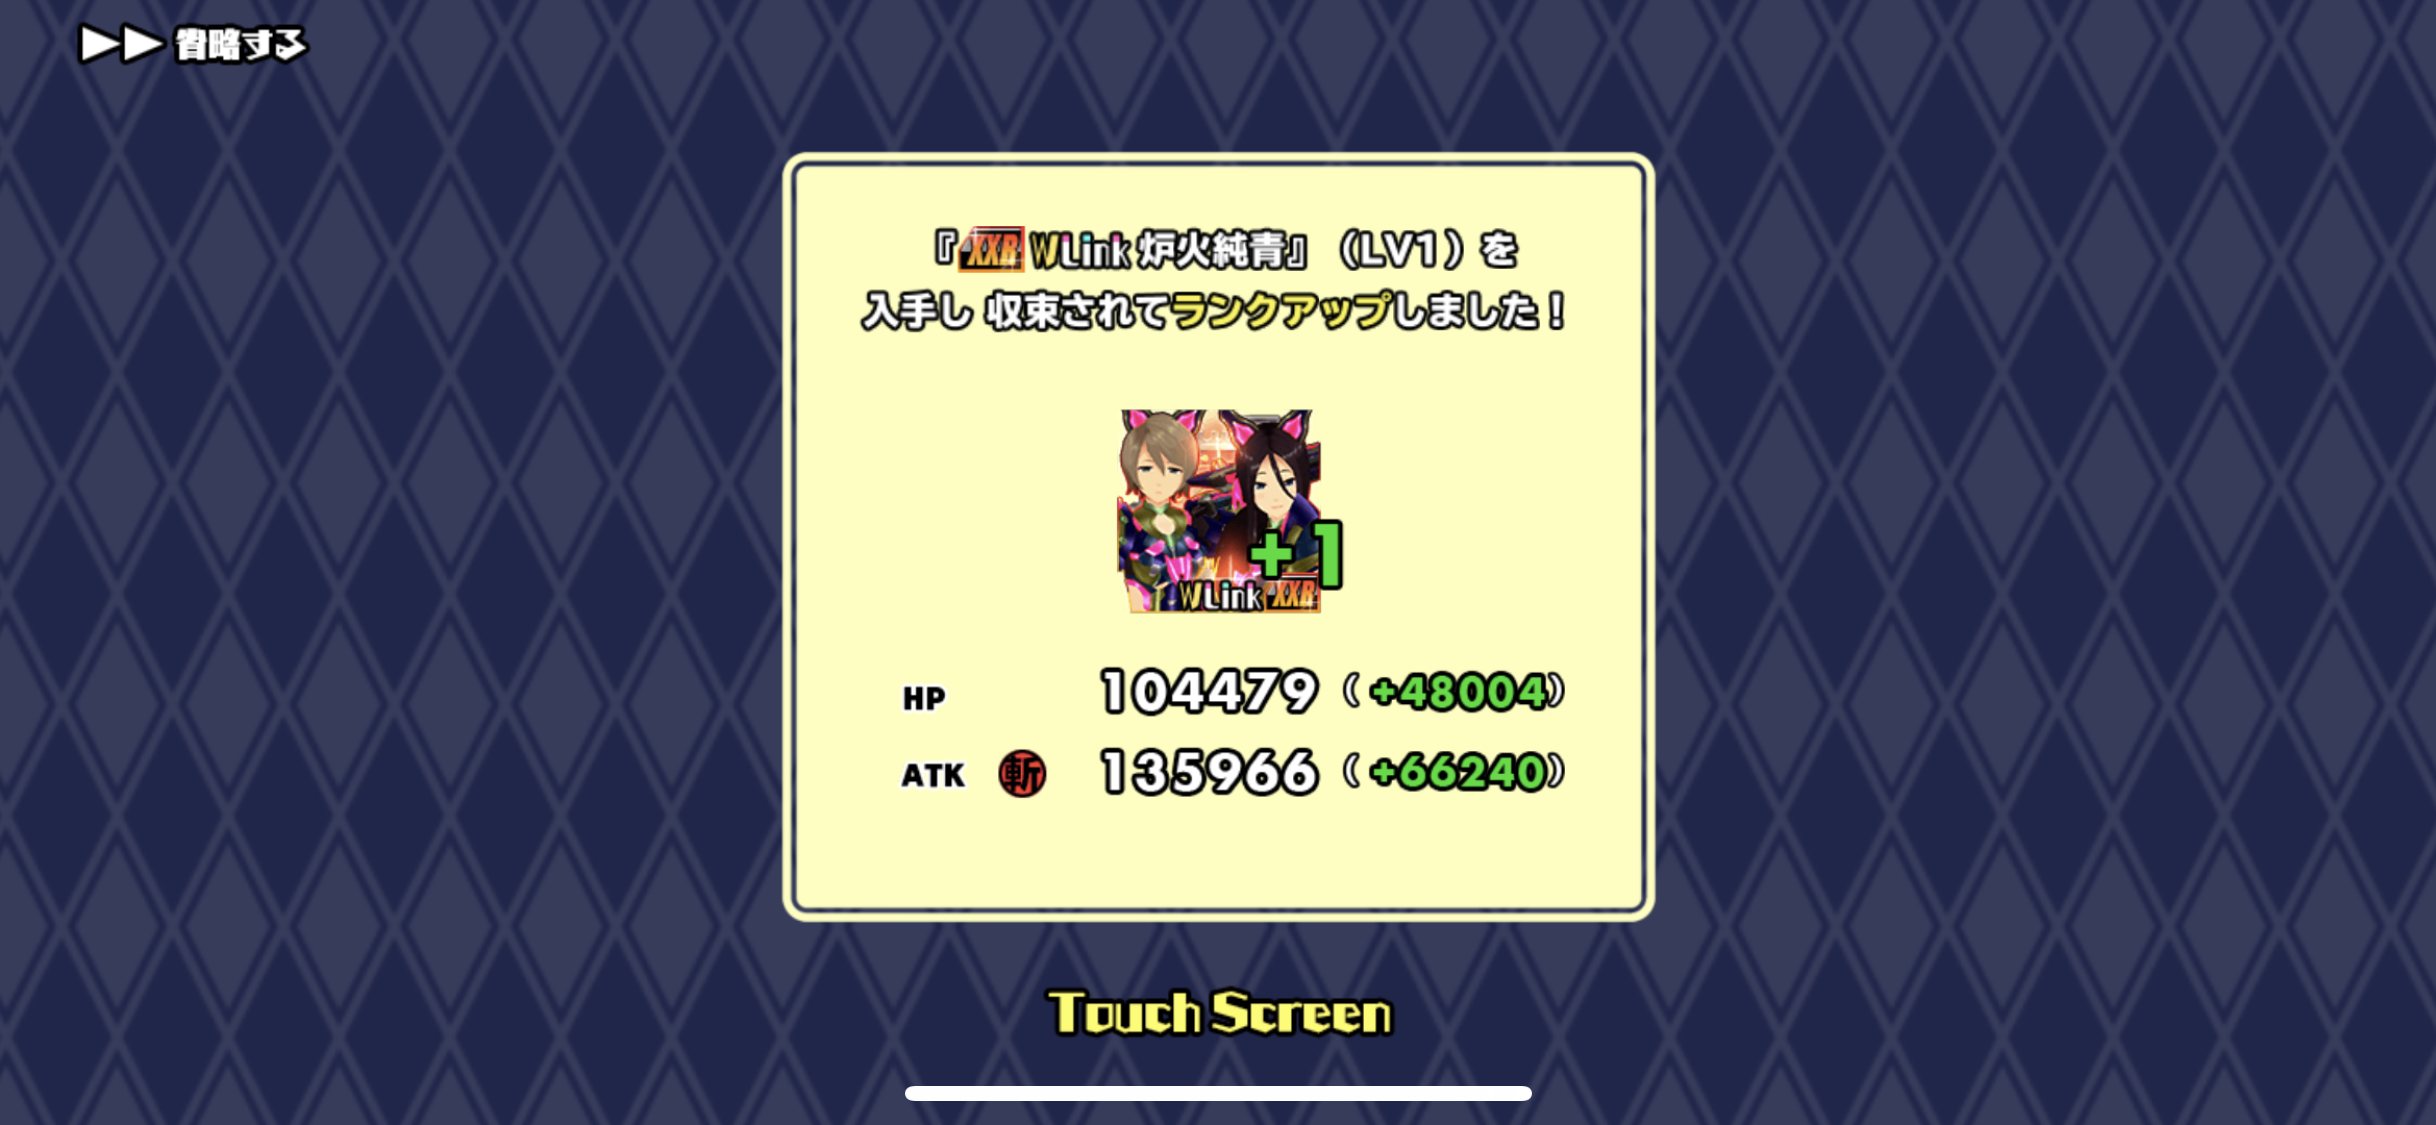 省略する
『XXR WLink 炉火純青』（LV1）を
入手し 収束されてランクアップしました！
+1
WLink XXR
HP 104479 (+48004)
ATK 斬 135966 (+66240)
Touch Screen